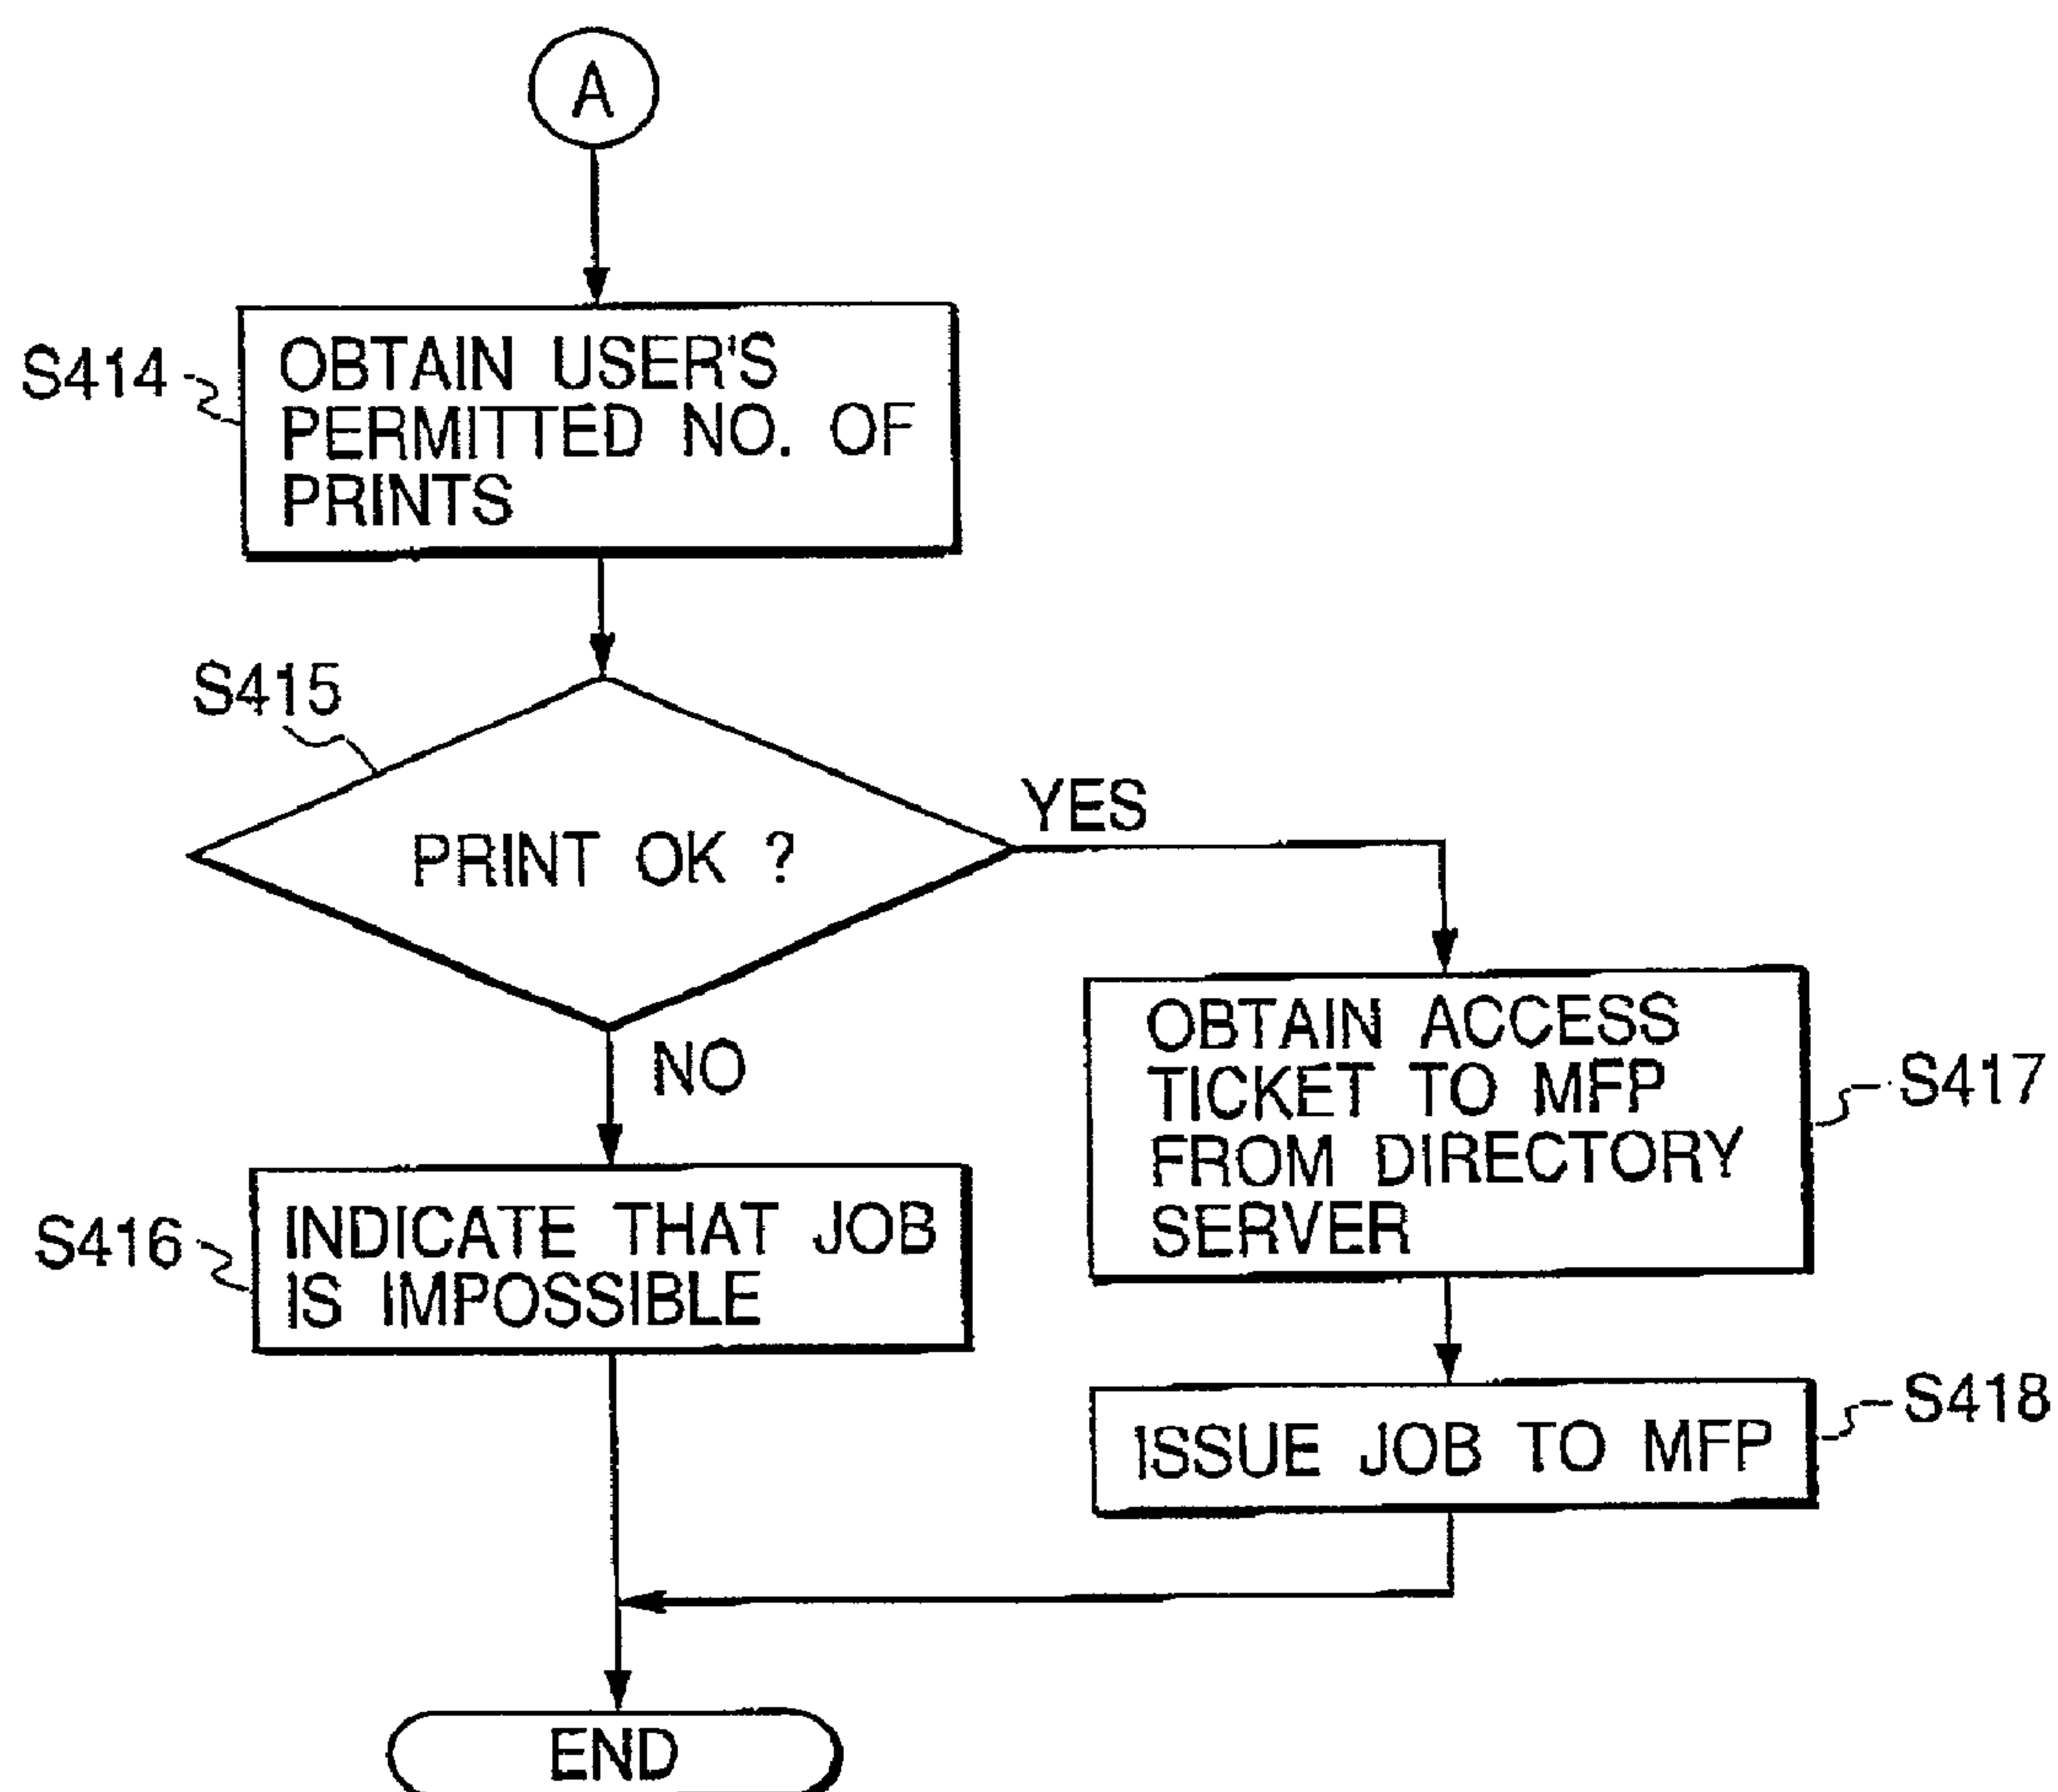 A
S414
OBTAIN USER'S
PERMITTED NO. OF
PRINTS
S415
PRINT OK ?
YES
NO
OBTAIN ACCESS
TICKET TO MFP
FROM DIRECTORY
SERVER
S417
S416
INDICATE THAT JOB
IS IMPOSSIBLE
ISSUE JOB TO MFP
S418
END